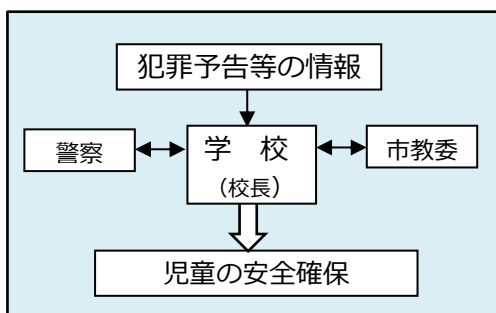 犯罪予告等の情報
警察
学　校
（校長）
市教委
児童の安全確保